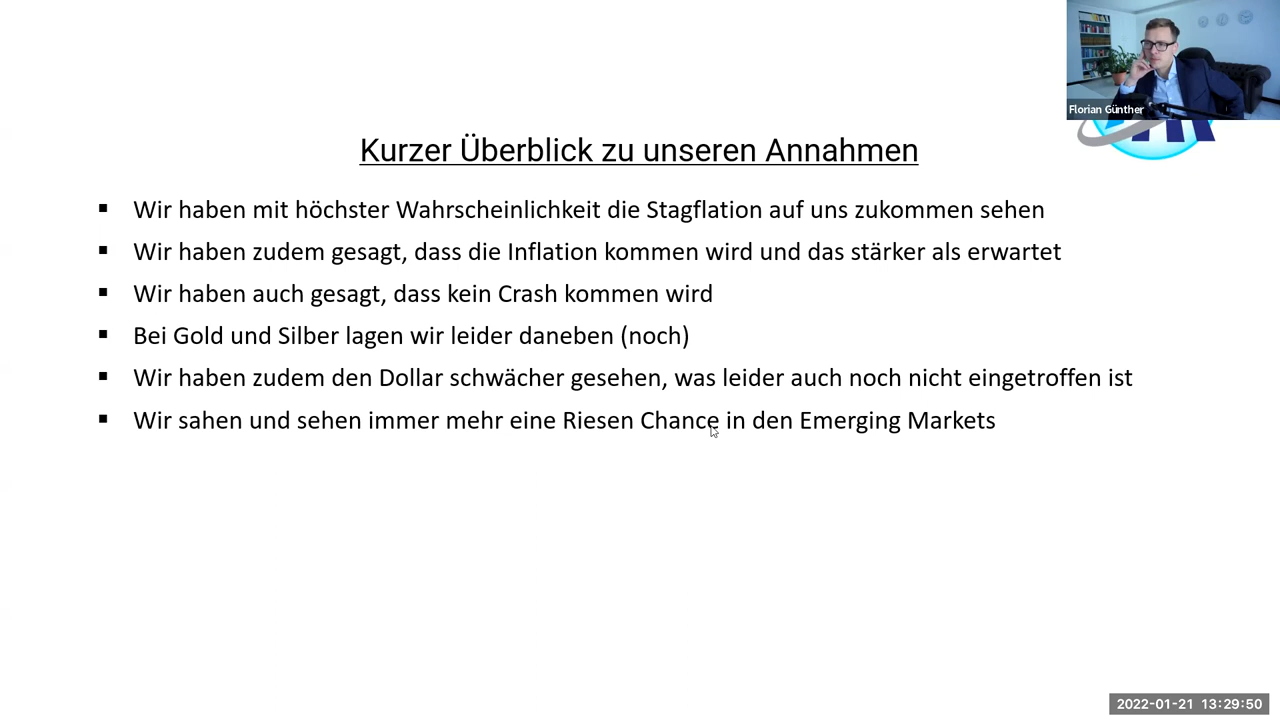 Florian Günther
Kurzer Überblick zu unseren Annahmen
▪ Wir haben mit höchster Wahrscheinlichkeit die Stagflation auf uns zukommen sehen
▪ Wir haben zudem gesagt, dass die Inflation kommen wird und das stärker als erwartet
▪ Wir haben auch gesagt, dass kein Crash kommen wird
▪ Bei Gold und Silber lagen wir leider daneben (noch)
▪ Wir haben zudem den Dollar schwächer gesehen, was leider auch noch nicht eingetroffen ist
▪ Wir sahen und sehen immer mehr eine Riesen Chance in den Emerging Markets
2022-01-21 13:29:50